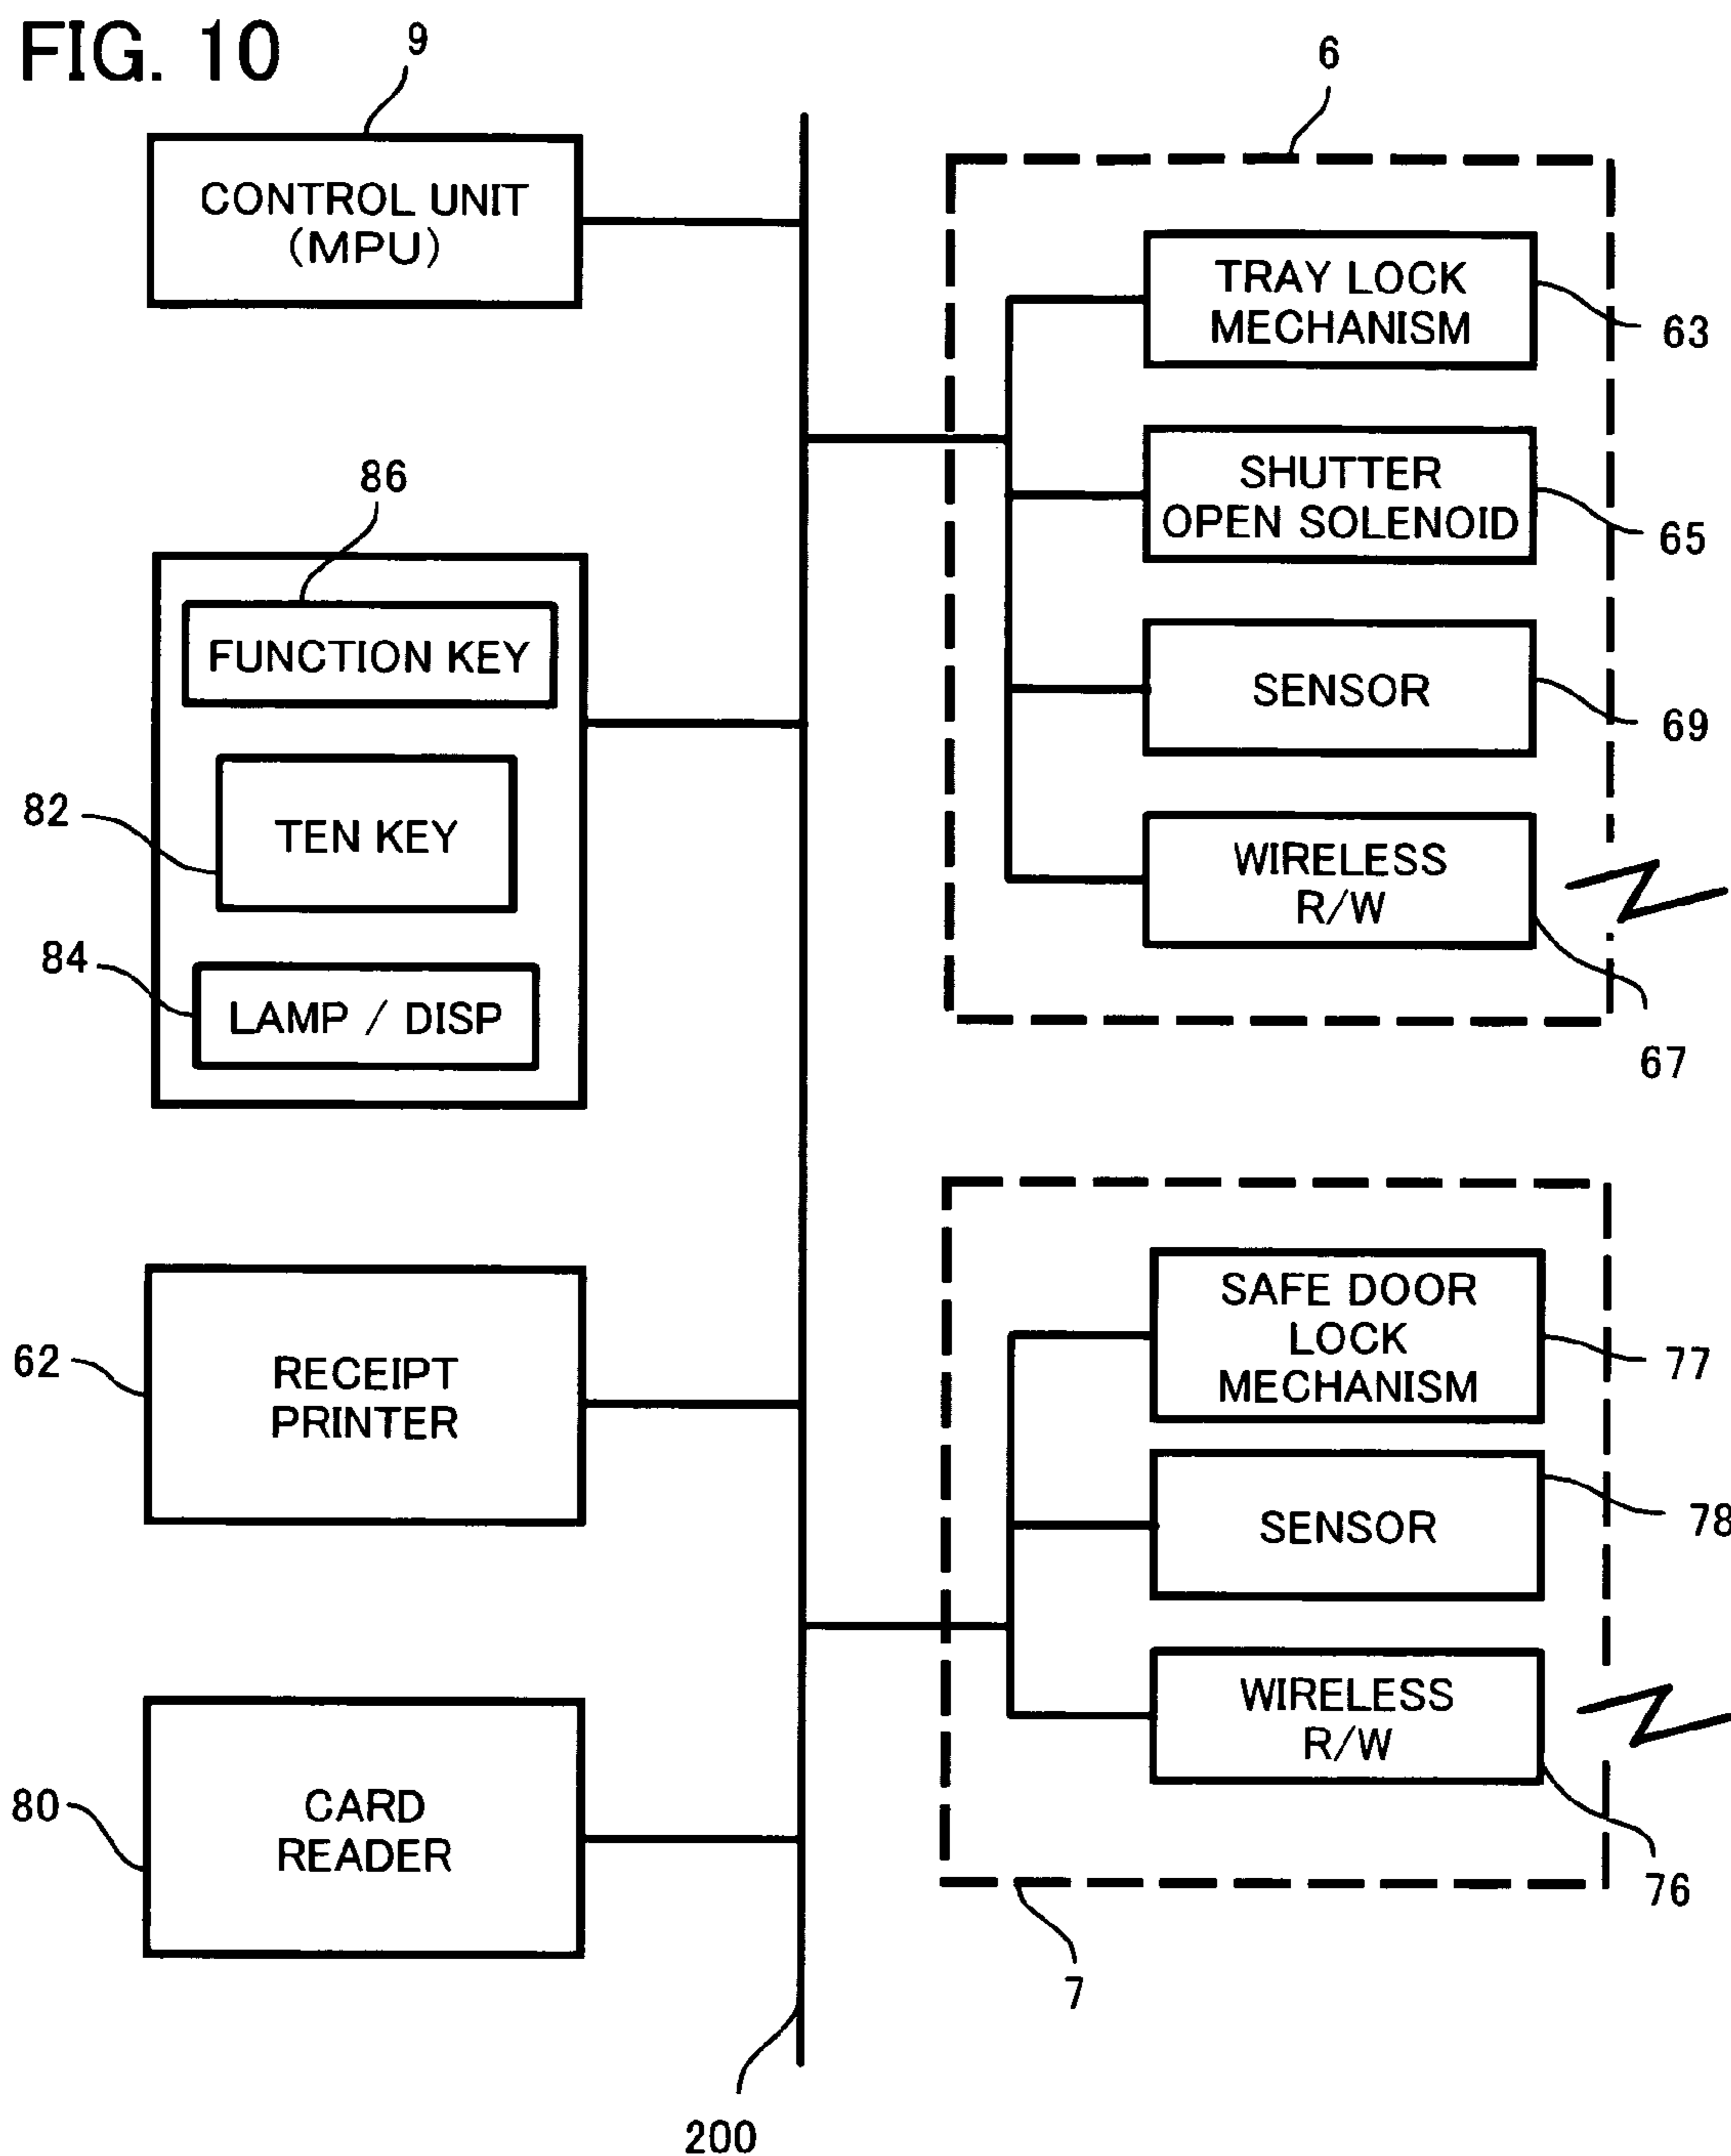 FIG. 10
9
CONTROL UNIT
(MPU)
86
FUNCTION KEY
82
TEN KEY
84
LAMP / DISP
62
RECEIPT
PRINTER
80
CARD
READER
200
6
TRAY LOCK
MECHANISM
63
SHUTTER
OPEN SOLENOID
65
SENSOR
69
WIRELESS
R/W
67
SAFE DOOR
LOCK
MECHANISM
77
SENSOR
78
WIRELESS
R/W
76
7